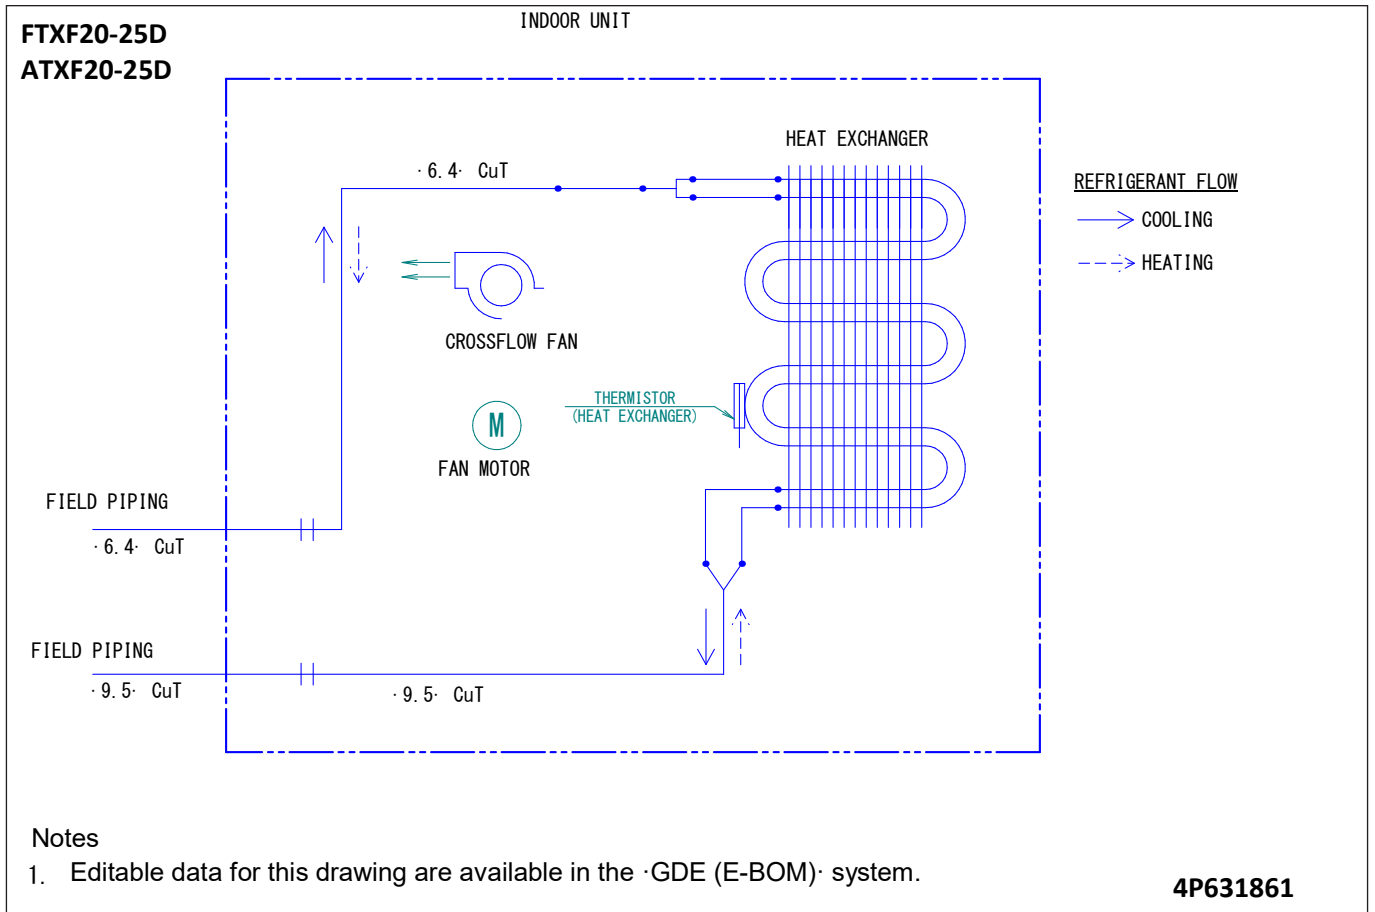 FTXF20-25D
ATXF20-25D
INDOOR UNIT
HEAT EXCHANGER
·6.4· CuT
REFRIGERANT FLOW
COOLING
HEATING
CROSSFLOW FAN
THERMISTOR
(HEAT EXCHANGER)
M
FAN MOTOR
FIELD PIPING
·6.4· CuT
FIELD PIPING
·9.5· CuT
·9.5· CuT
Notes
1. Editable data for this drawing are available in the ·GDE (E-BOM)· system.
4P631861